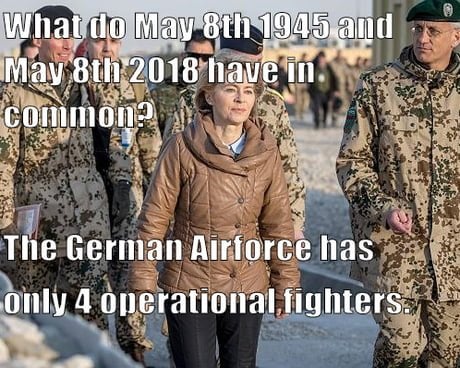 What do May 8th 1945 and
May 8th 2018 have in
common?
The German Airforce has
only 4 operational fighters.